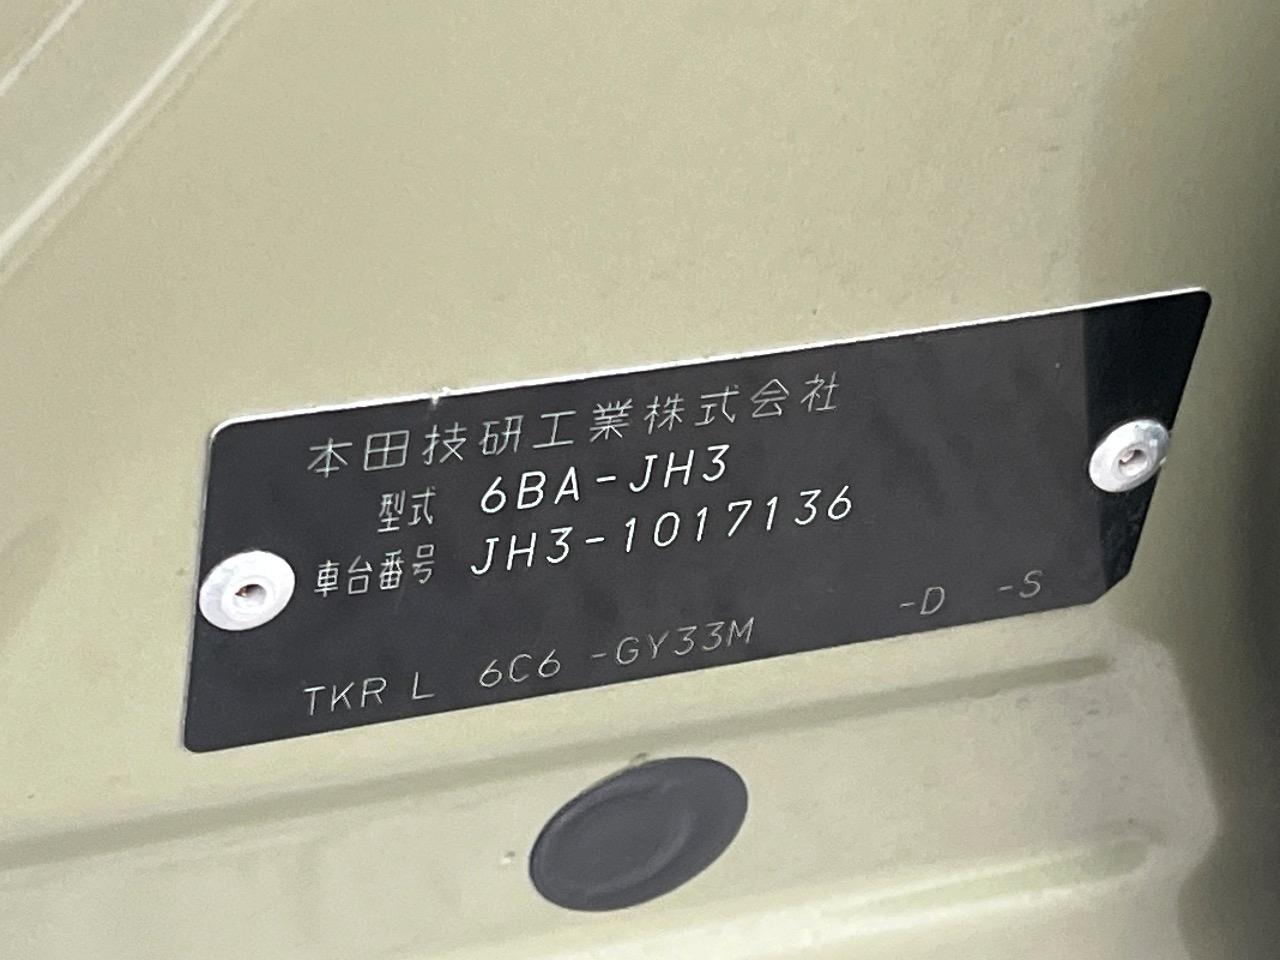 本田技研工業株式会社
型式 6BA-JH3
車台番号 JH3-1017136
TKR L 6C6 -GY33M -D -S